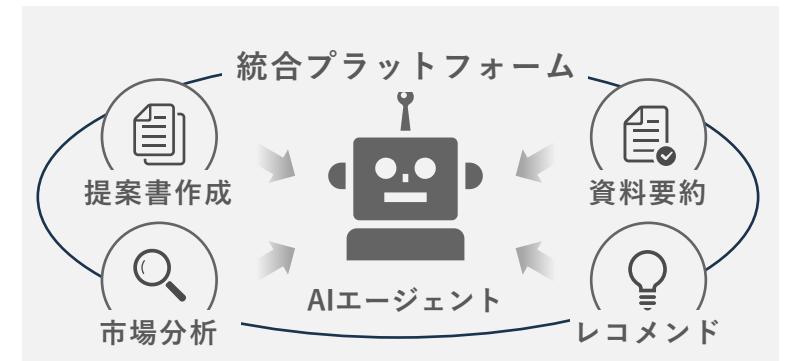 統合プラットフォーム
提案書作成
資料要約
AIエージェント
市場分析
レコメンド